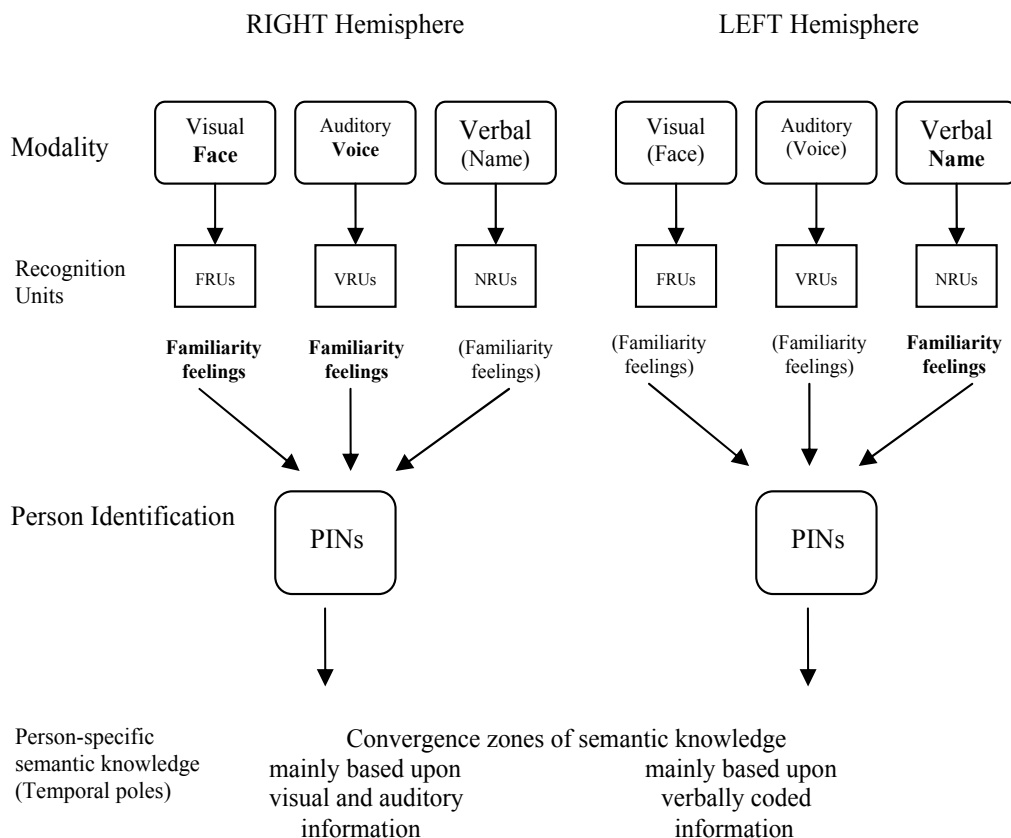 RIGHT Hemisphere
LEFT Hemisphere
Modality
Visual
Face
Auditory
Voice
Verbal
(Name)
Visual
(Face)
Auditory
(Voice)
Verbal
Name
Recognition
Units
FRUs
VRUs
NRUs
FRUs
VRUs
NRUs
Familiarity
feelings
Familiarity
feelings
(Familiarity
feelings)
(Familiarity
feelings)
(Familiarity
feelings)
Familiarity
feelings
Person Identification
PINs
PINs
Person-specific
semantic knowledge
(Temporal poles)
Convergence zones of semantic knowledge
mainly based upon
visual and auditory
information
mainly based upon
verbally coded
information